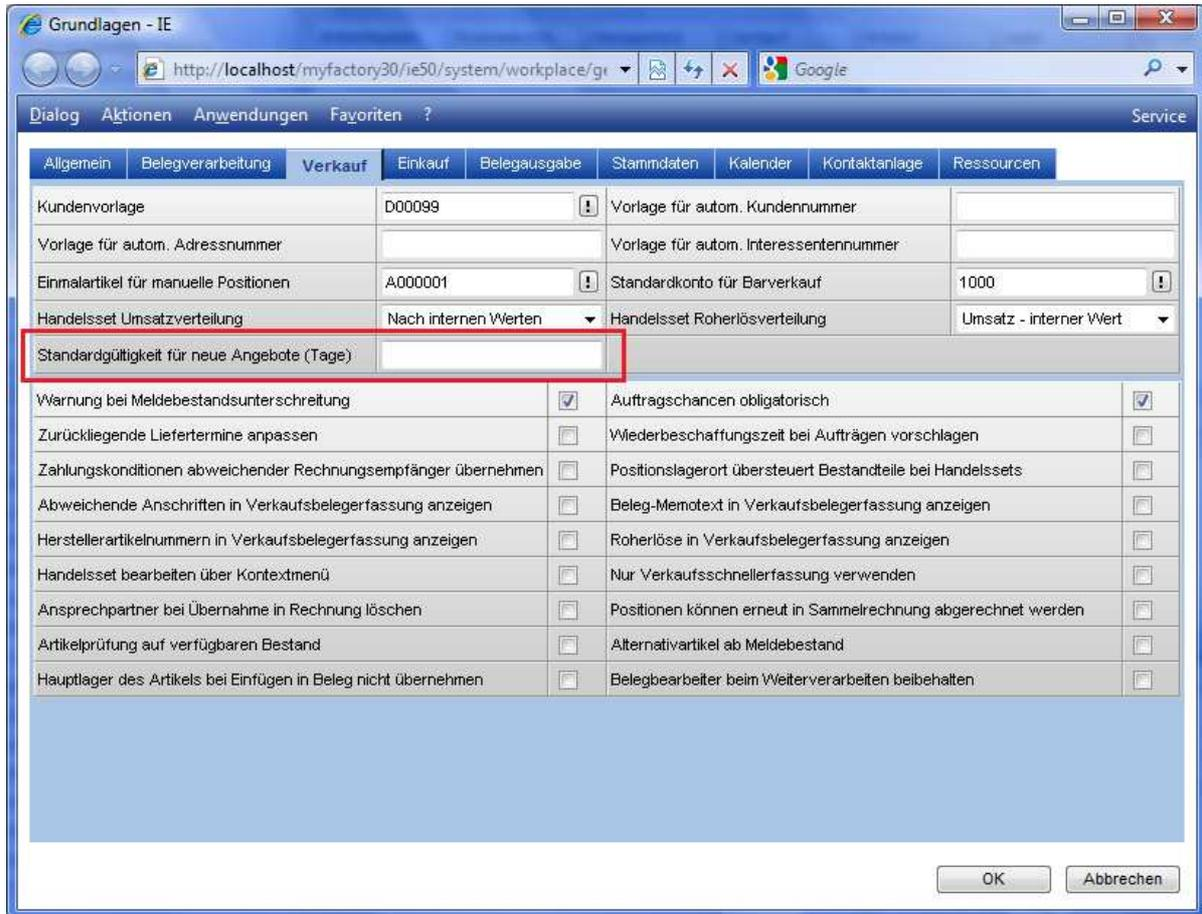 Grundlagen - IE
http://localhost/myfactory30/ie50/system/workplace/ge
Google
Dialog Aktionen Anwendungen Favoriten ? Service
Allgemein Belegverarbeitung Verkauf Einkauf Belegausgabe Stammdaten Kalender Kontaktanlage Ressourcen
Kundenvorlage D00099 ! Vorlage für autom. Kundennummer
Vorlage für autom. Adressnummer Vorlage für autom. Interessentennummer
Einmalartikel für manuelle Positionen A000001 ! Standardkonto für Barverkauf 1000 !
Handelsset Umsatzverteilung Nach internen Werten Handelsset Roherlösverteilung Umsatz - interner Wert
Standardgültigkeit für neue Angebote (Tage)
Warnung bei Meldebestandsunterschreitung Auftragschancen obligatorisch
Zurückliegende Liefertermine anpassen Wiederbeschaffungszeit bei Aufträgen vorschlagen
Zahlungskonditionen abweichender Rechnungsempfänger übernehmen Positionslagerort übersteuert Bestandteile bei Handelssets
Abweichende Anschriften in Verkaufsbelegerfassung anzeigen Beleg-Memotext in Verkaufsbelegerfassung anzeigen
Herstellerartikelnummern in Verkaufsbelegerfassung anzeigen Roherlöse in Verkaufsbelegerfassung anzeigen
Handelsset bearbeiten über Kontextmenü Nur Verkaufsschnellerfassung verwenden
Ansprechpartner bei Übernahme in Rechnung löschen Positionen können erneut in Sammelrechnung abgerechnet werden
Artikelprüfung auf verfügbaren Bestand Alternativartikel ab Meldebestand
Hauptlager des Artikels bei Einfügen in Beleg nicht übernehmen Belegbearbeiter beim Weiterverarbeiten beibehalten
OK Abbrechen